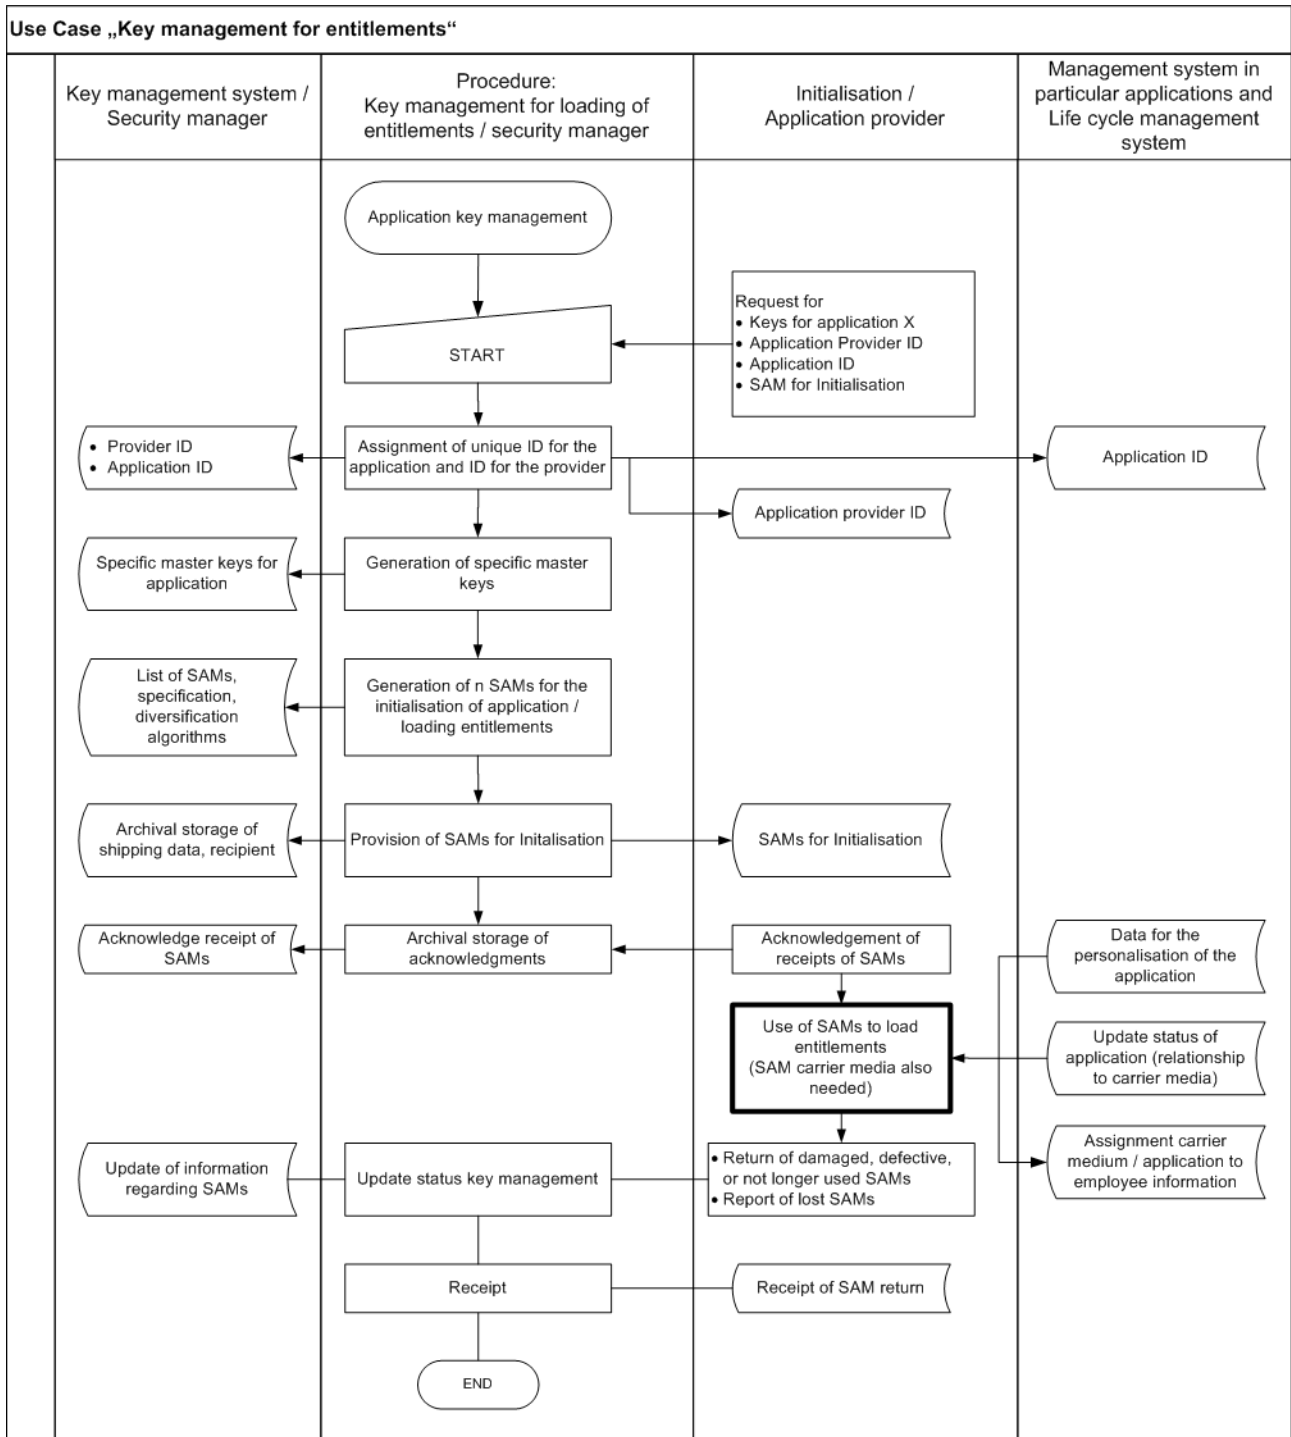 Use Case „Key management for entitlements“
Key management system /
Security manager
Procedure:
Key management for loading of
entitlements / security manager
Initialisation /
Application provider
Management system in
particular applications and
Life cycle management
system
Application key management
Request for
• Keys for application X
• Application Provider ID
• Application ID
• SAM for Initialisation
START
• Provider ID
• Application ID
Assignment of unique ID for the
application and ID for the provider
Application ID
Application provider ID
Specific master keys for
application
Generation of specific master
keys
List of SAMs,
specification,
diversification
algorithms
Generation of n SAMs for the
initialisation of application /
loading entitlements
Archival storage of
shipping data, recipient
Provision of SAMs for Initalisation
SAMs for Initialisation
Acknowledge receipt of
SAMs
Archival storage of
acknowledgments
Acknowledgement of
receipts of SAMs
Data for the
personalisation of the
application
Use of SAMs to load
entitlements
(SAM carrier media also
needed)
Update status of
application (relationship
to carrier media)
Update of information
regarding SAMs
Update status key management
• Return of damaged, defective,
or not longer used SAMs
• Report of lost SAMs
Assignment carrier
medium / application to
employee information
Receipt
Receipt of SAM return
END